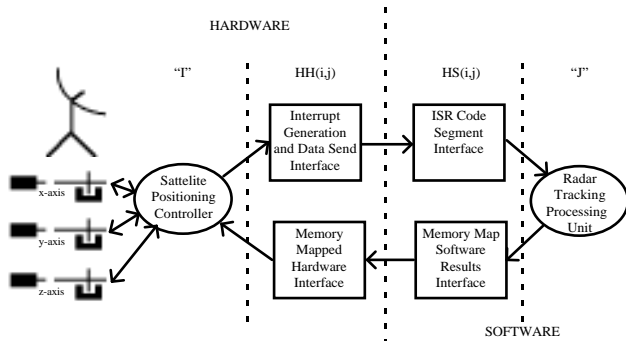 HARDWARE
“I”
HH(i,j)
HS(i,j)
“J”
Interrupt
Generation
and Data Send
Interface
ISR Code
Segment
Interface
x-axis
y-axis
z-axis
Sattelite
Positioning
Controller
Radar
Tracking
Processing
Unit
Memory
Mapped
Hardware
Interface
Memory Map
Software
Results
Interface
SOFTWARE